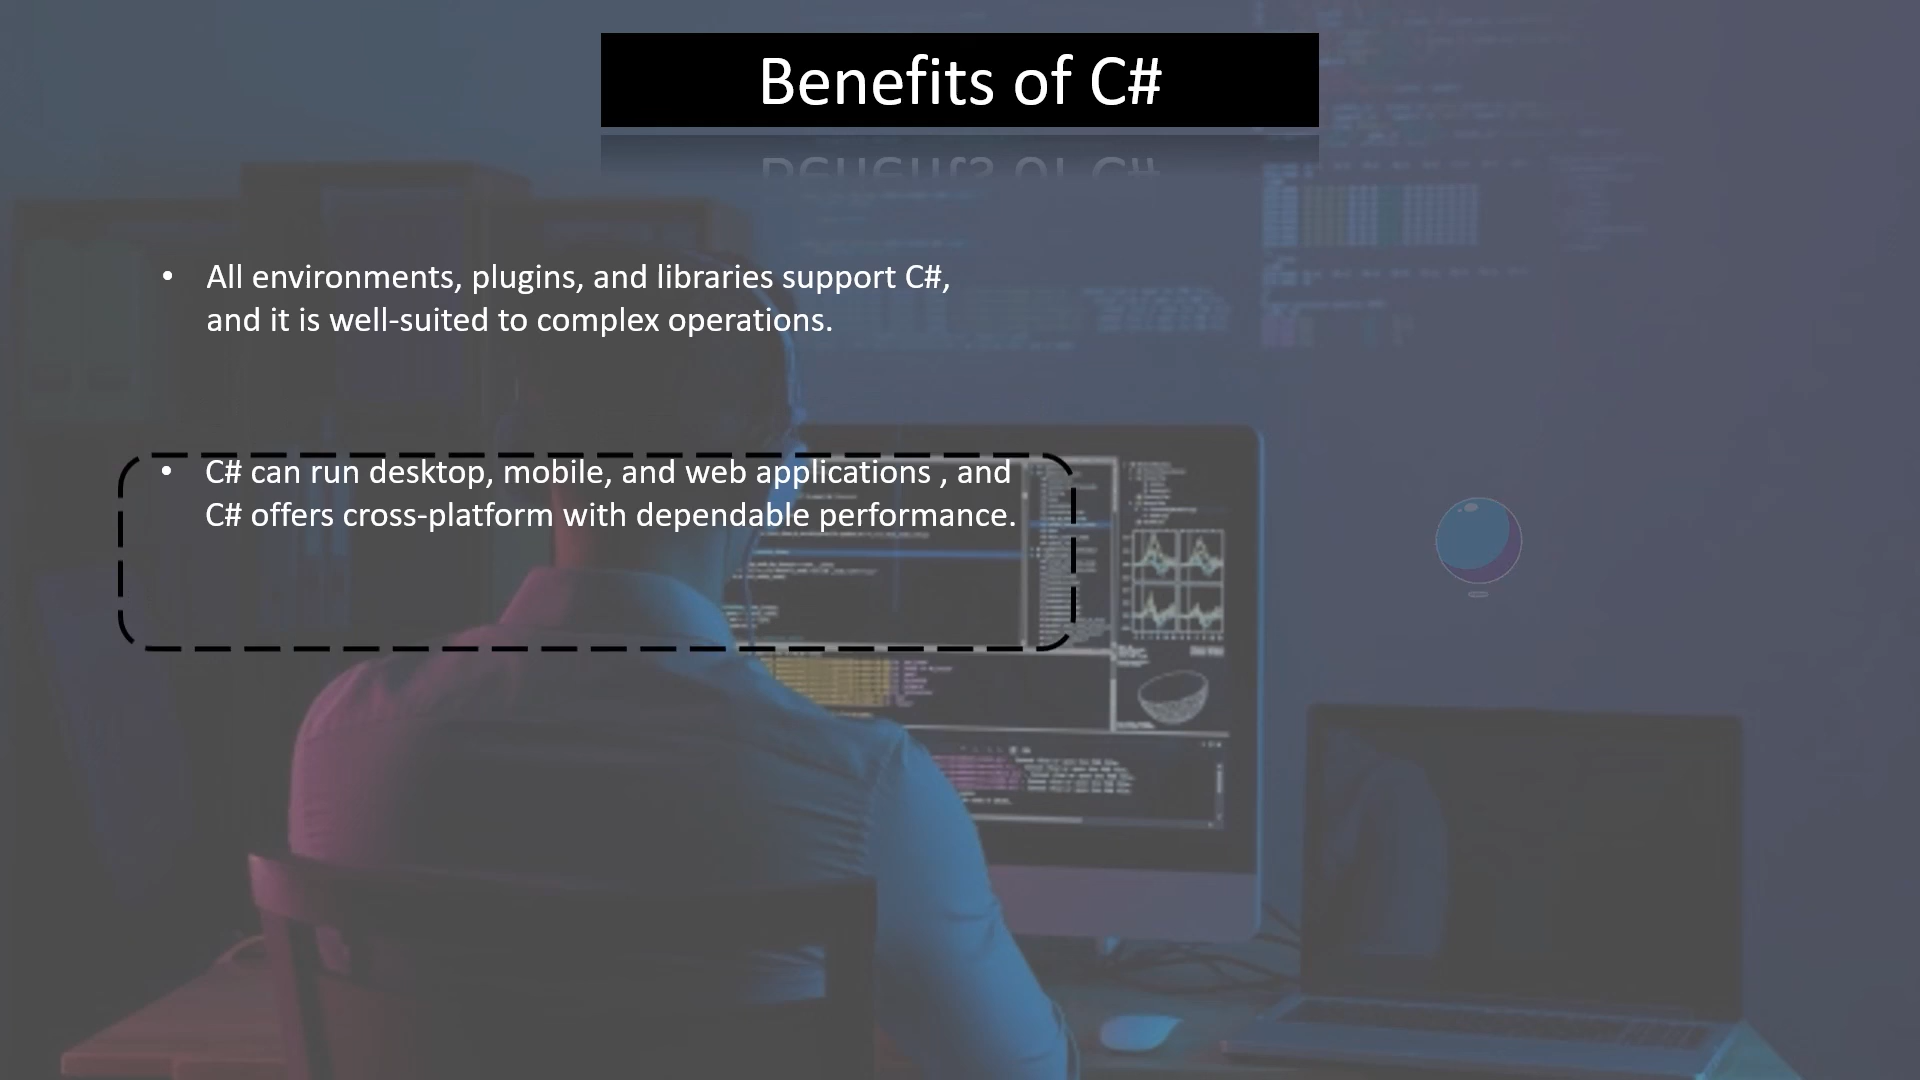 Benefits of C#
• All environments, plugins, and libraries support C#,
and it is well-suited to complex operations.
• C# can run desktop, mobile, and web applications , and
C# offers cross-platform with dependable performance.